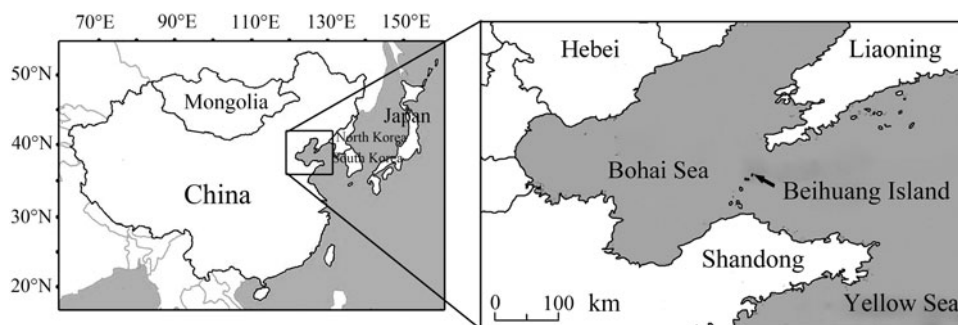 70°E 90°E 110°E 130°E 150°E
50°N
40°N
30°N
20°N
Mongolia
Japan
North Korea
South Korea
China
Hebei
Liaoning
Bohai Sea
Beihuang Island
Shandong
0 100 km
Yellow Sea